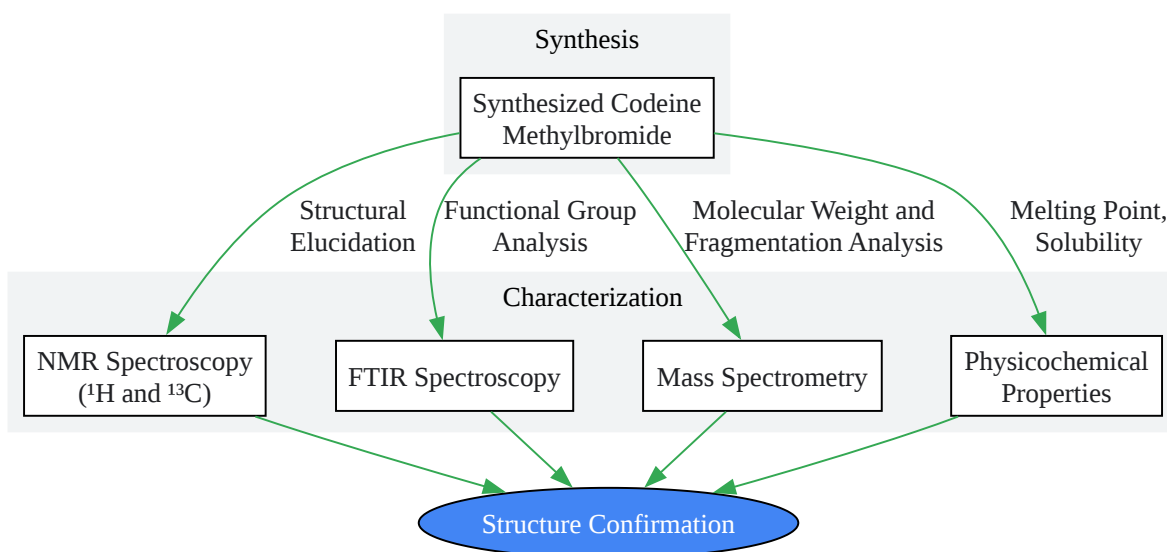 Synthesis
Synthesized Codeine
Methylbromide
Structural
Elucidation
Functional Group
Analysis
Molecular Weight and
Fragmentation Analysis
Melting Point,
Solubility
Characterization
NMR Spectroscopy
(¹H and ¹³C)
FTIR Spectroscopy
Mass Spectrometry
Physicochemical
Properties
Structure Confirmation